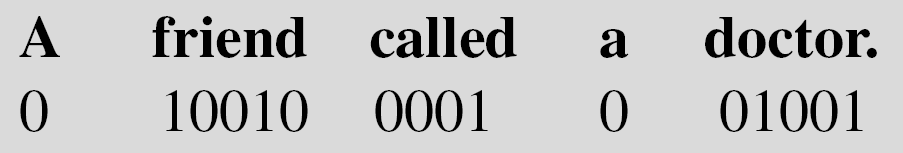 A friend called a doctor.
0 10010 0001 0 01001